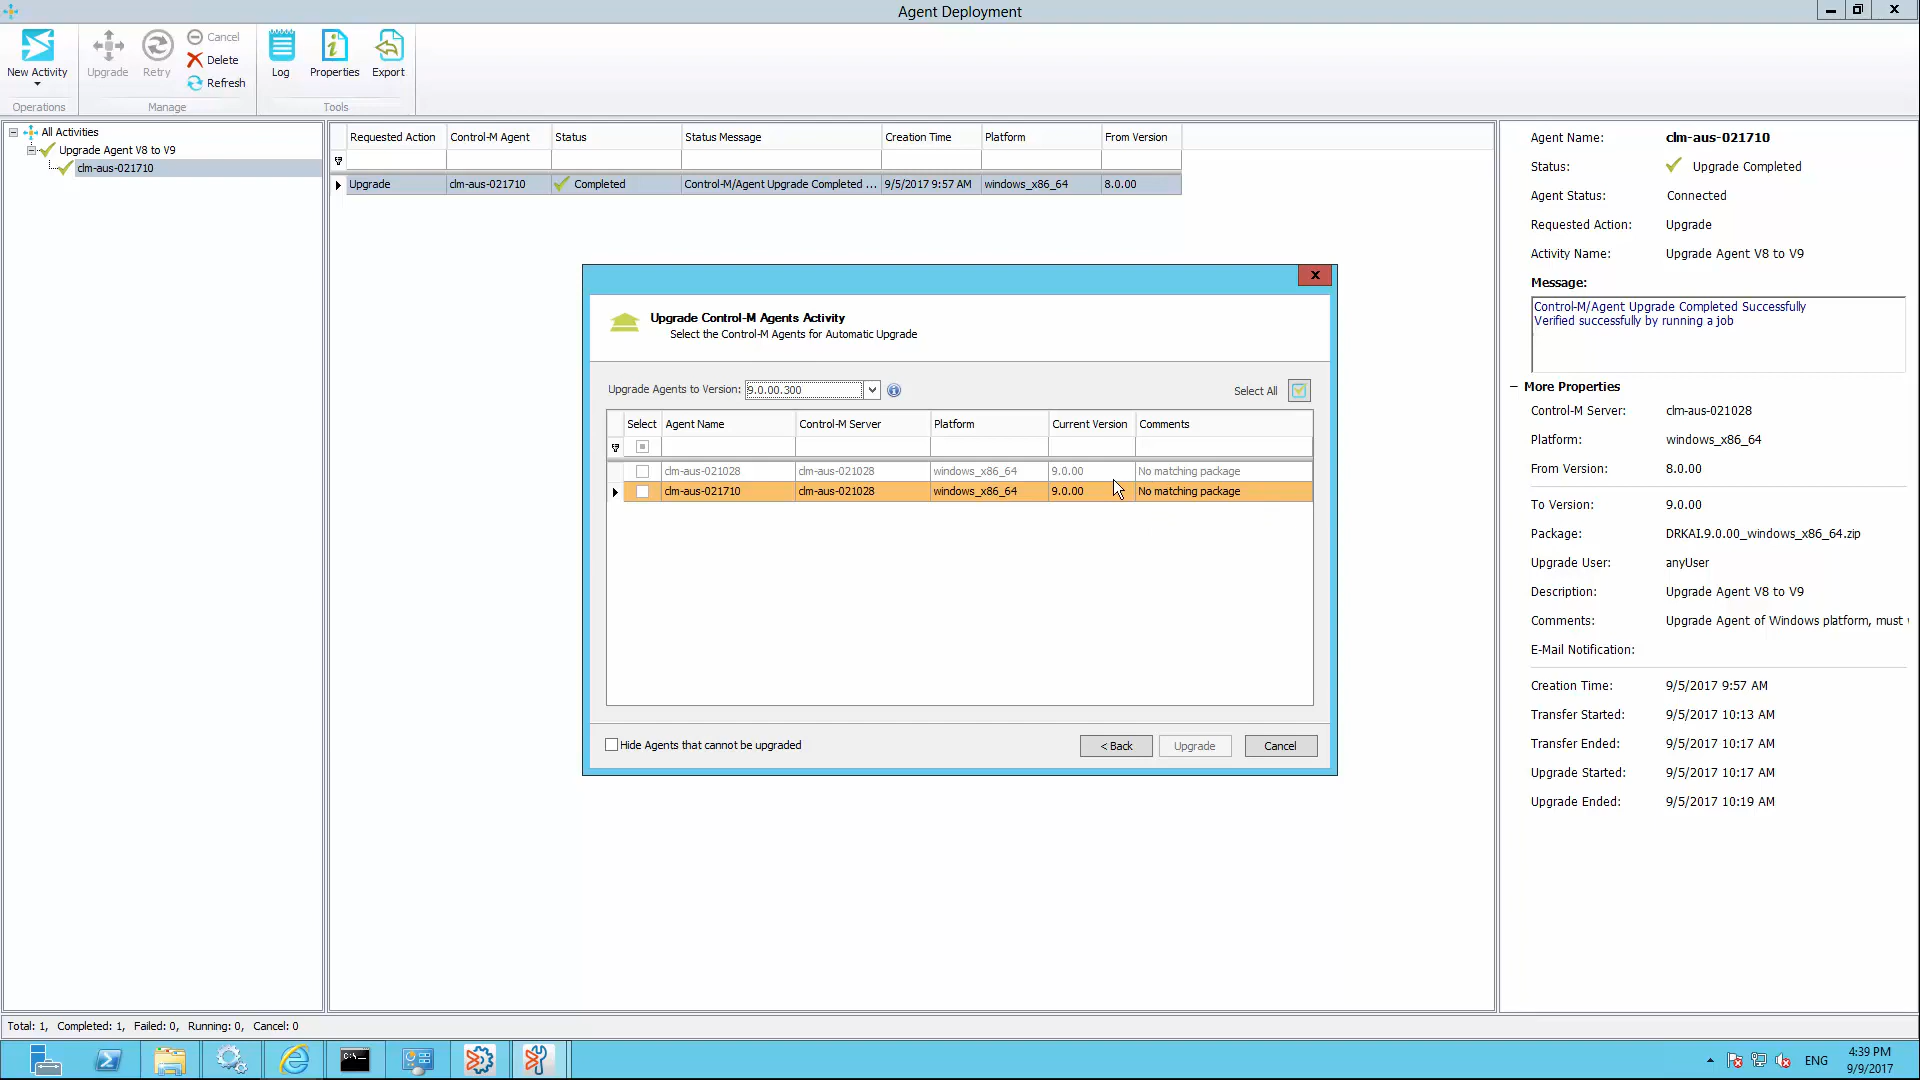 Agent Deployment
New Activity
Upgrade
Retry
Cancel
Delete
Refresh
Log
Properties
Export
Operations
Manage
Tools
All Activities
Upgrade Agent V8 to V9
clm-aus-021710
Requested Action Control-M Agent Status Status Message Creation Time Platform From Version
Upgrade clm-aus-021710 Completed Control-M/Agent Upgrade Completed ... 9/5/2017 9:57 AM windows_x86_64 8.0.00
X
Upgrade Control-M Agents Activity
Select the Control-M Agents for Automatic Upgrade
Upgrade Agents to Version: 9.0.00.300
Select All
Select Agent Name Control-M Server Platform Current Version Comments
clm-aus-021028 clm-aus-021028 windows_x86_64 9.0.00 No matching package
clm-aus-021710 clm-aus-021028 windows_x86_64 9.0.00 No matching package
Hide Agents that cannot be upgraded
< Back
Upgrade
Cancel
Agent Name: clm-aus-021710
Status: Upgrade Completed
Agent Status: Connected
Requested Action: Upgrade
Activity Name: Upgrade Agent V8 to V9
Message:
Control-M/Agent Upgrade Completed Successfully
Verified successfully by running a job
More Properties
Control-M Server: clm-aus-021028
Platform: windows_x86_64
From Version: 8.0.00
To Version: 9.0.00
Package: DRKAI.9.0.00_windows_x86_64.zip
Upgrade User: anyUser
Description: Upgrade Agent V8 to V9
Comments: Upgrade Agent of Windows platform, must
E-Mail Notification:
Creation Time: 9/5/2017 9:57 AM
Transfer Started: 9/5/2017 10:13 AM
Transfer Ended: 9/5/2017 10:17 AM
Upgrade Started: 9/5/2017 10:17 AM
Upgrade Ended: 9/5/2017 10:19 AM
Total: 1, Completed: 1, Failed: 0, Running: 0, Cancel: 0
C:\
ENG
4:39 PM
9/9/2017